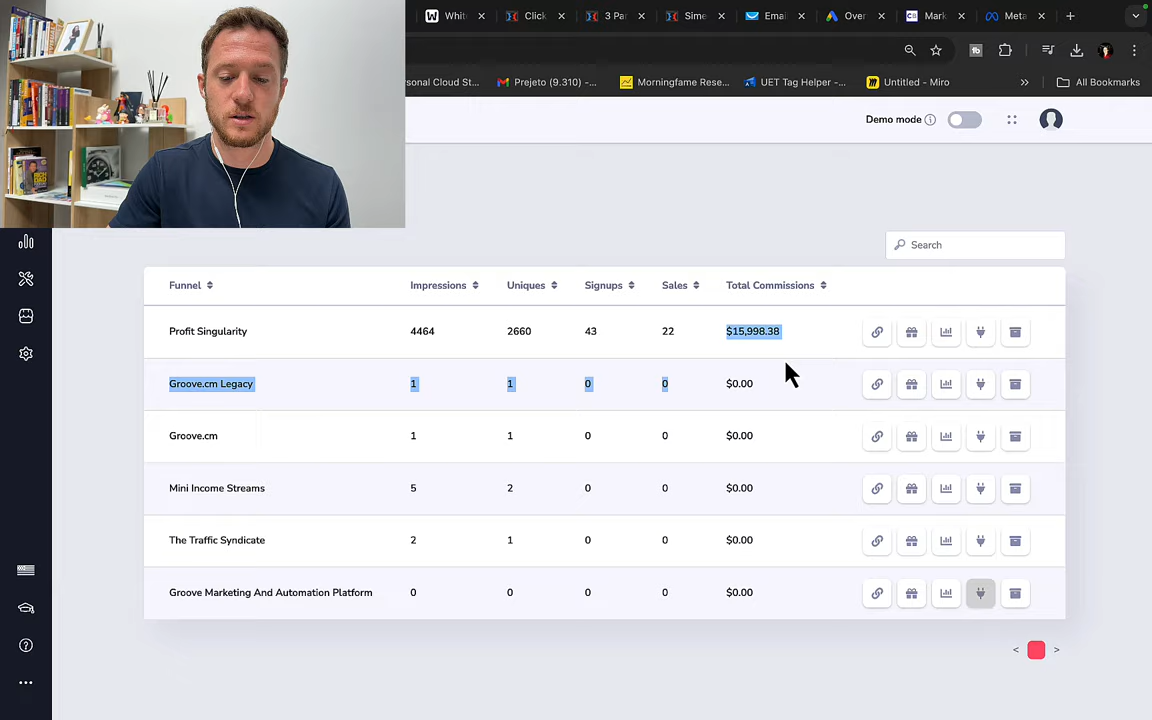 Whit
Click
3 Par
Sime
Email
Over
Mark
Meta
rsonal Cloud St...
Prejeto (9.310) -...
Morningfame Rese...
UET Tag Helper -...
Untitled - Miro
All Bookmarks
Demo mode
Search
Funnel Impressions Uniques Signups Sales Total Commissions
Profit Singularity 4464 2660 43 22 $15,998.38
Groove.cm Legacy 1 1 0 0 $0.00
Groove.cm 1 1 0 0 $0.00
Mini Income Streams 5 2 0 0 $0.00
The Traffic Syndicate 2 1 0 0 $0.00
Groove Marketing And Automation Platform 0 0 0 0 $0.00
< >